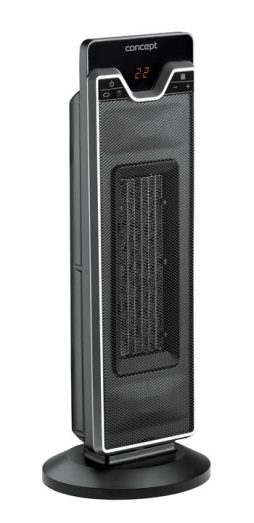 concept
22
- +